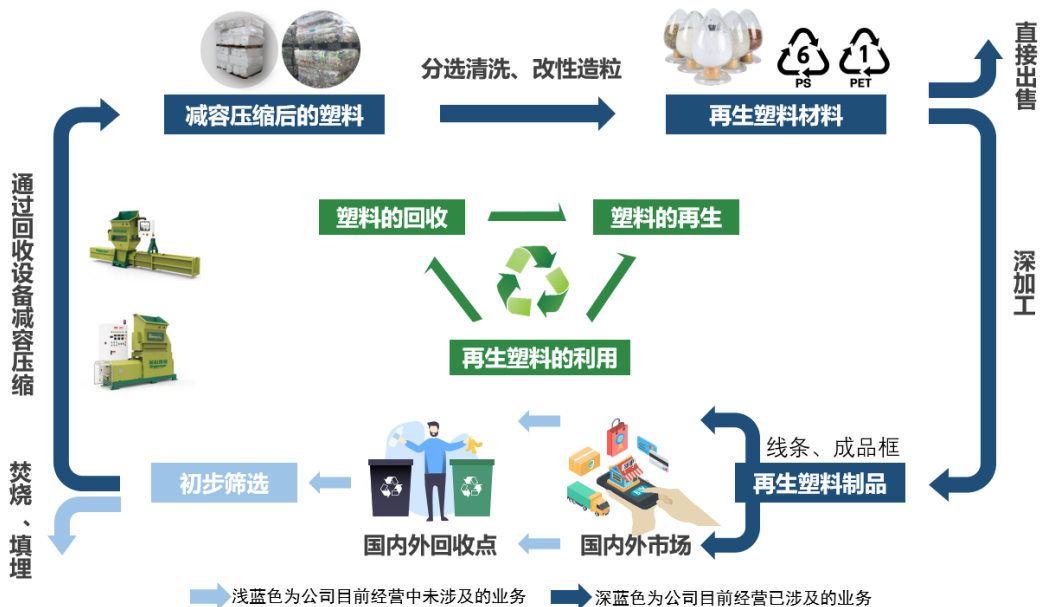 分选清洗、改性造粒
6
PS
1
PET
直接出售
减容压缩后的塑料
再生塑料材料
通过回收设备减容压缩
塑料的回收
塑料的再生
深加工
再生塑料的利用
线条、成品框
焚烧、填埋
初步筛选
再生塑料制品
国内外回收点
国内外市场
浅蓝色为公司目前经营中未涉及的业务
深蓝色为公司目前经营已涉及的业务